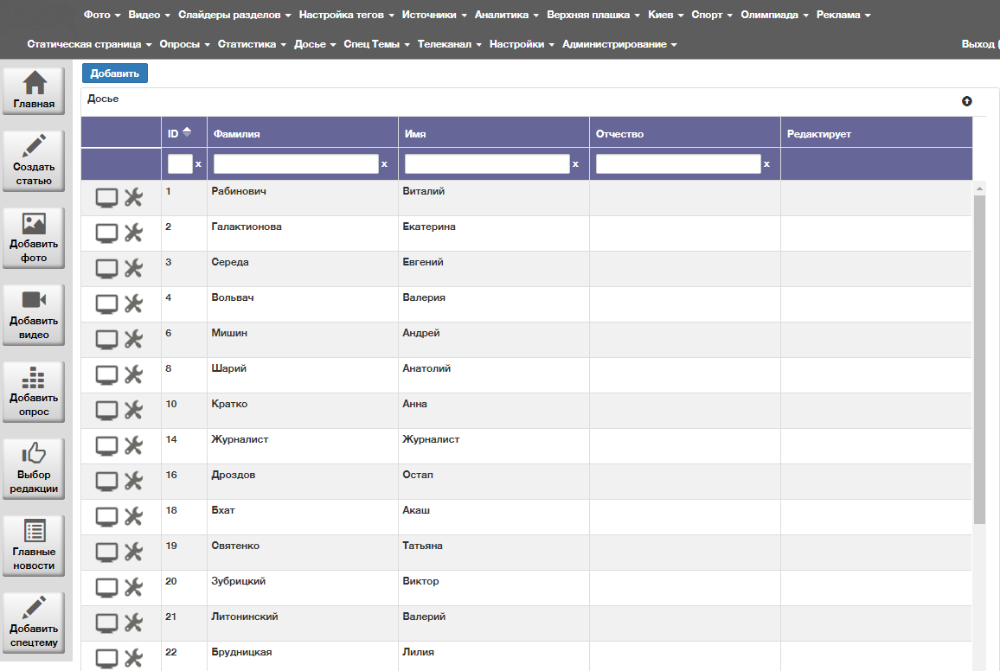 Фото Видео Слайдеры разделов Настройка тегов Источники Аналитика Верхняя плашка Киев Спорт Олимпиада Реклама
Статическая страница Опросы Статистика Досье Спец Темы Телеканал Настройки Администрирование Выход (
Главная
Создать
статью
Добавить
фото
Добавить
видео
Добавить
опрос
Выбор
редакции
Главные
новости
Добавить
спецтему
Добавить
Досье
ID Фамилия Имя Отчество Редактирует
x x x x
1 Рабинович Виталий
2 Галактионова Екатерина
3 Середа Евгений
4 Вольвач Валерия
6 Мишин Андрей
8 Шарий Анатолий
10 Кратко Анна
14 Журналист Журналист
16 Дроздов Остап
18 Бхат Акаш
19 Святенко Татьяна
20 Зубрицкий Виктор
21 Литонинский Валерий
22 Брудницкая Лилия